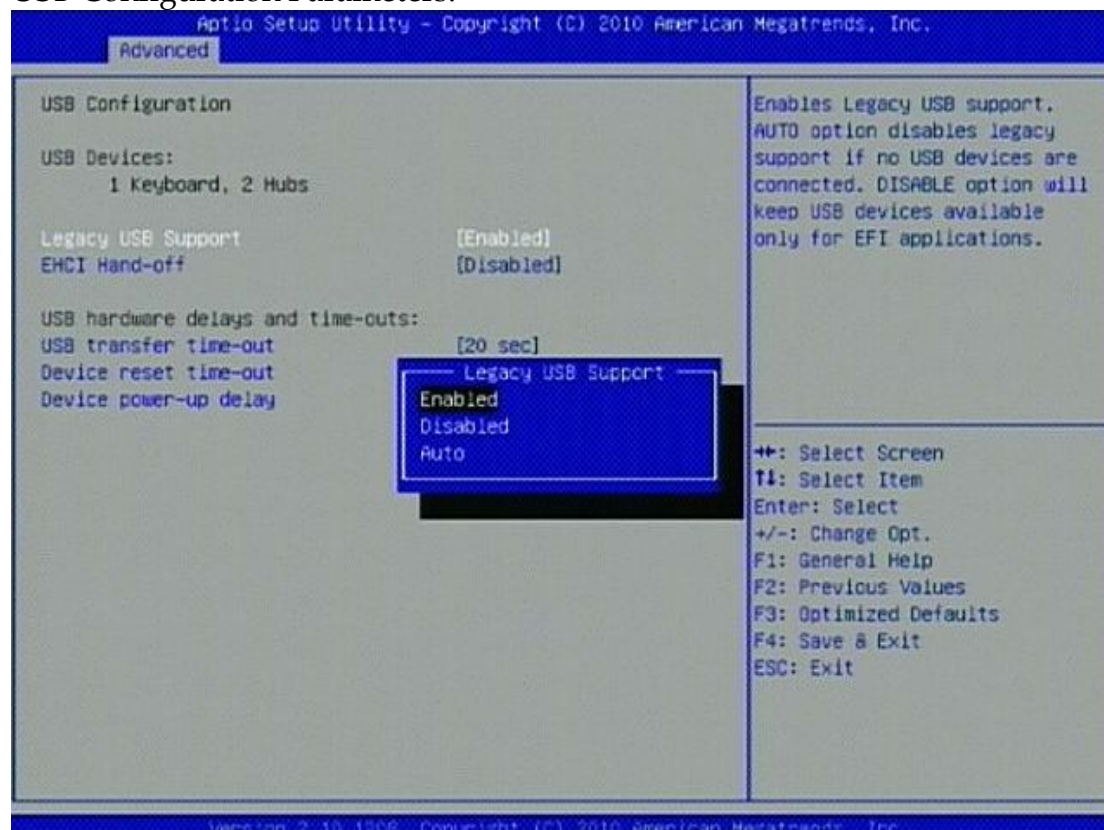 Aptio Setup Utility – Copyright (C) 2010 American Megatrends, Inc.
Advanced
USB Configuration
USB Devices:
1 Keyboard, 2 Hubs
Legacy USB Support [Enabled]
EHCI Hand-off [Disabled]
USB hardware delays and time-outs:
USB transfer time-out [20 sec]
Device reset time-out
Device power-up delay
Legacy USB Support
Enabled
Disabled
Auto
Enables Legacy USB support.
AUTO option disables legacy
support if no USB devices are
connected. DISABLE option will
keep USB devices available
only for EFI applications.
→←: Select Screen
↑↓: Select Item
Enter: Select
+/-: Change Opt.
F1: General Help
F2: Previous Values
F3: Optimized Defaults
F4: Save & Exit
ESC: Exit
Version 2.10.1208. Copyright (C) 2010 American Megatrends, Inc.